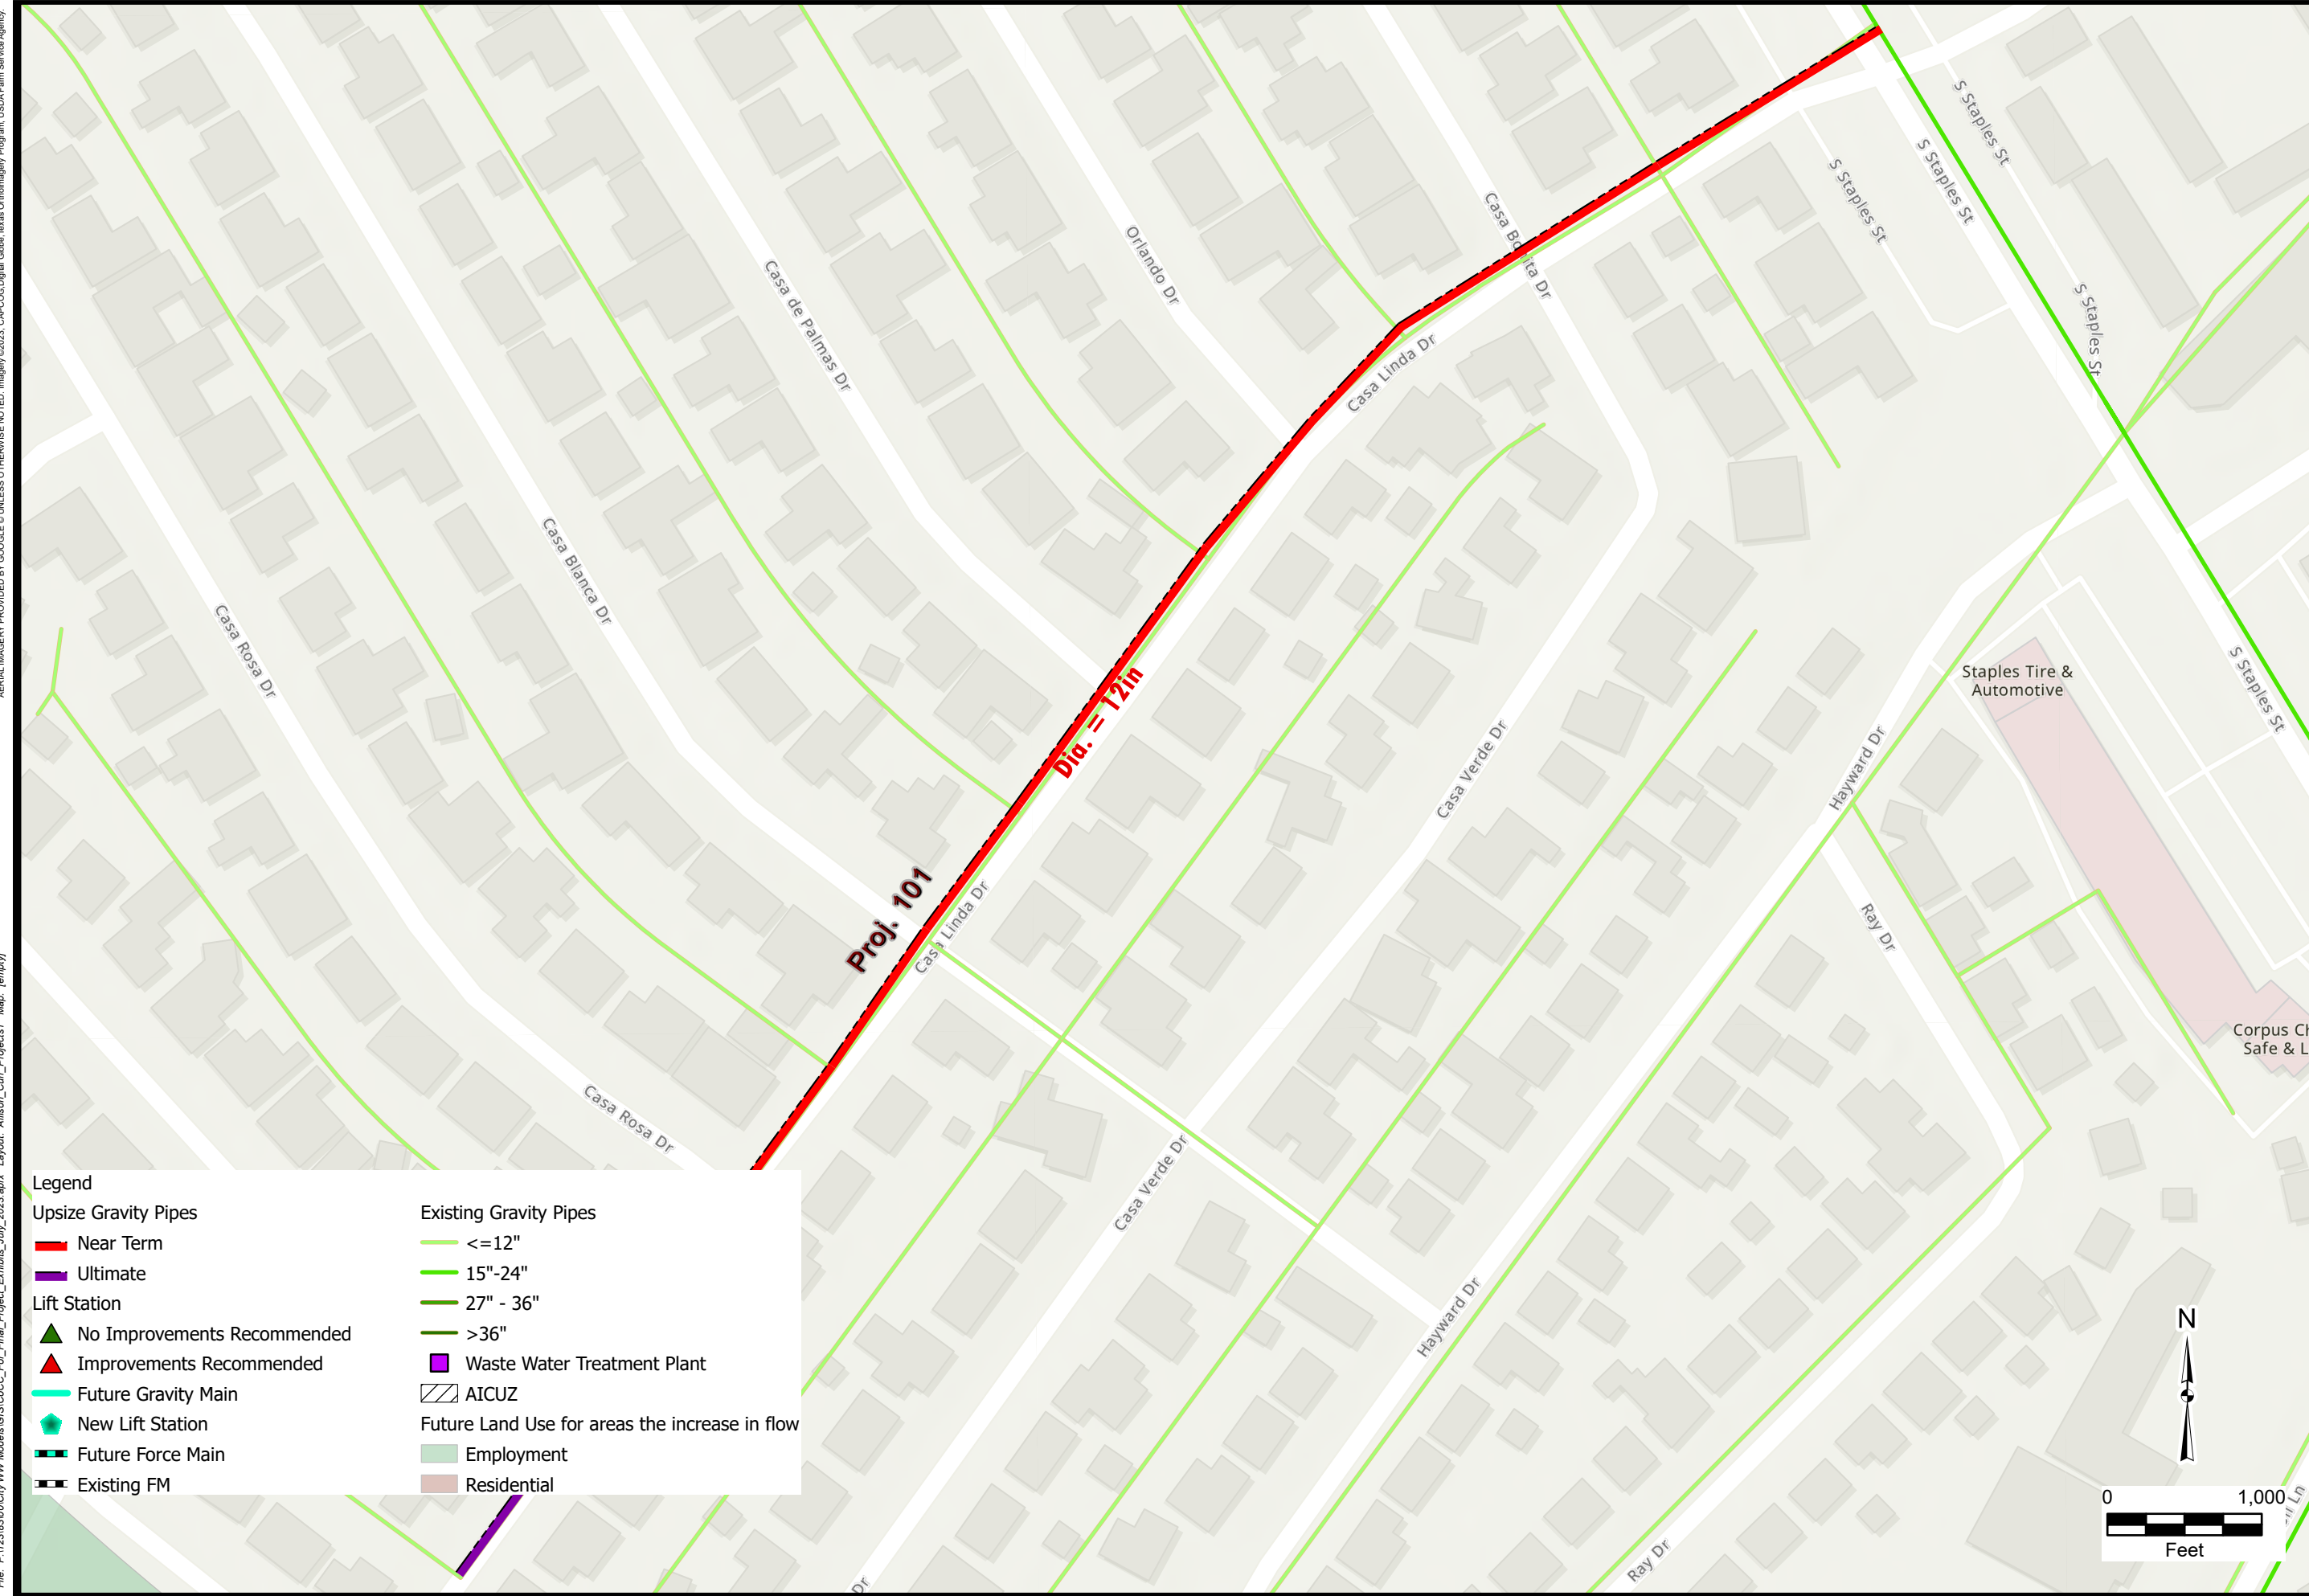 S Staples St
S Staples St
S Staples St
S Staples St
S Staples St
Casa Bonita Dr
Orlando Dr
Casa de Palmas Dr
Casa Linda Dr
Casa Blanca Dr
Casa Rosa Dr
Dia. = 12in
Staples Tire &
Automotive
Casa Verde Dr
Hayward Dr
Proj. 101
Casa Linda Dr
Ray Dr
Safe & L
Casa Rosa Dr
Casa Verde Dr
Hayward Dr
Ray Dr
Dr
Legend
Upsize Gravity Pipes
Near Term
Ultimate
Lift Station
No Improvements Recommended
Improvements Recommended
Future Gravity Main
New Lift Station
Future Force Main
Existing FM
Existing Gravity Pipes
<=12"
15"-24"
27" - 36"
>36"
Waste Water Treatment Plant
AICUZ
Future Land Use for areas the increase in flow
Employment
Residential
N
0 1,000
Feet